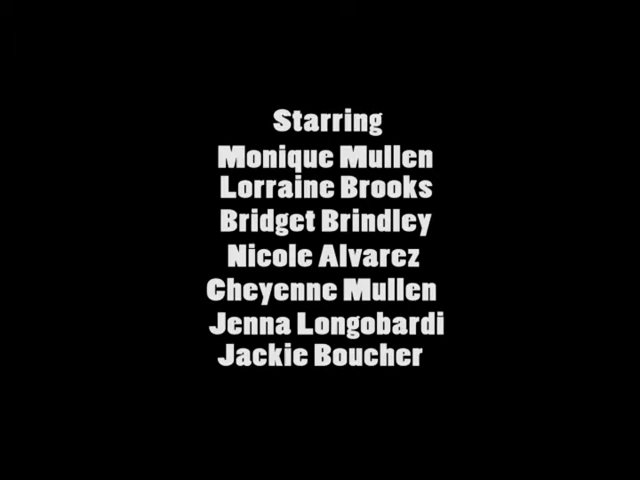 Starring
Monique Mullen
Lorraine Brooks
Bridget Brindley
Nicole Alvarez
Cheyenne Mullen
Jenna Longobardi
Jackie Boucher